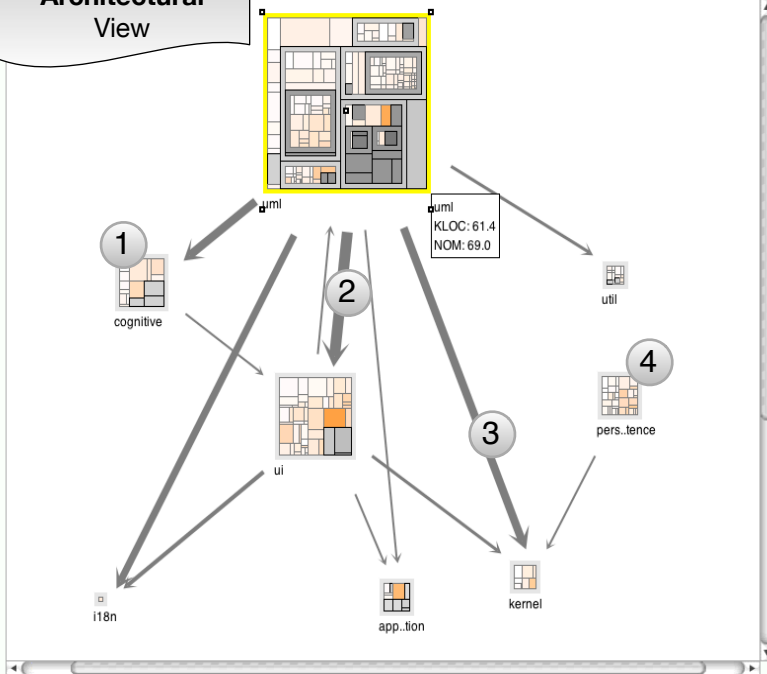 Architectural
View
uml
uml
KLOC: 61.4
NOM: 69.0
1
cognitive
2
util
4
pers..tence
3
ui
i18n
app..tion
kernel